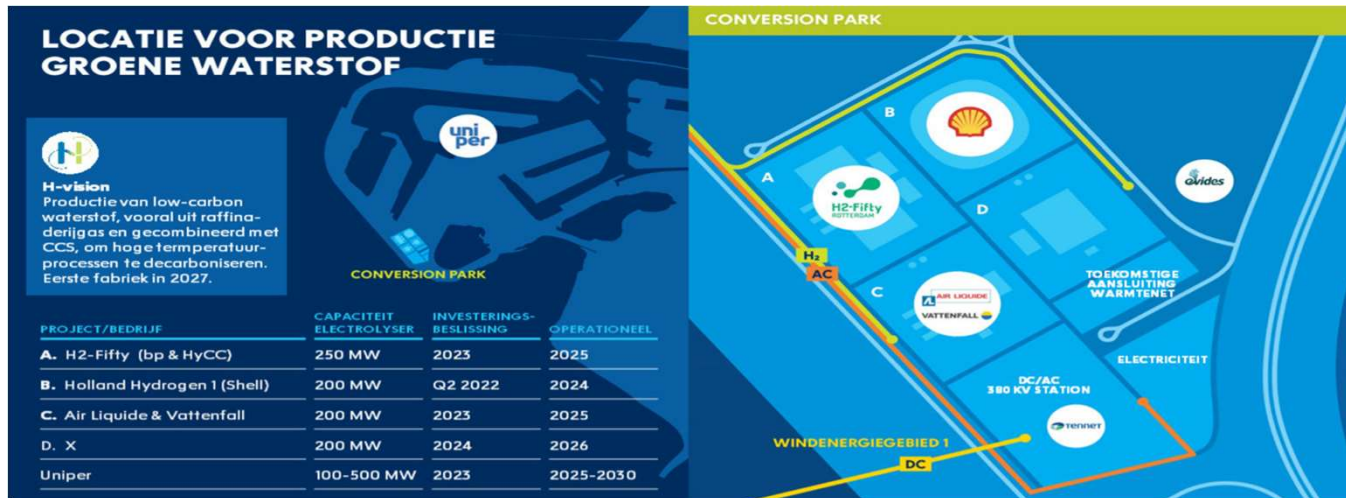 LOCATIE VOOR PRODUCTIE
GROENE WATERSTOF
uni
per
H
H-vision
Productie van low-carbon
waterstof, vooral uit raffina-
derijgas en gecombineerd met
CCS, om hoge termperatuur-
processen te decarboniseren.
Eerste fabriek in 2027.
CONVERSION PARK
PROJECT/BEDRIJF CAPACITEIT ELECTROLYSER INVESTERINGS-BESLISSING OPERATIONEEL
A. H2-Fifty (bp & HyCC) 250 MW 2023 2025
B. Holland Hydrogen 1 (Shell) 200 MW Q2 2022 2024
C. Air Liquide & Vattenfall 200 MW 2023 2025
D. X 200 MW 2024 2026
Uniper 100-500 MW 2023 2025-2030
CONVERSION PARK
B
A
H2-Fifty
ROTTERDAM
D
evides
H₂
AC
C
AIR LIQUIDE
VATTENFALL
TOEKOMSTIGE
AANSLUITING
WARMTENET
ELECTRICITEIT
DC/AC
380 KV STATION
TENNET
WINDENERGIEGEBIED 1
DC